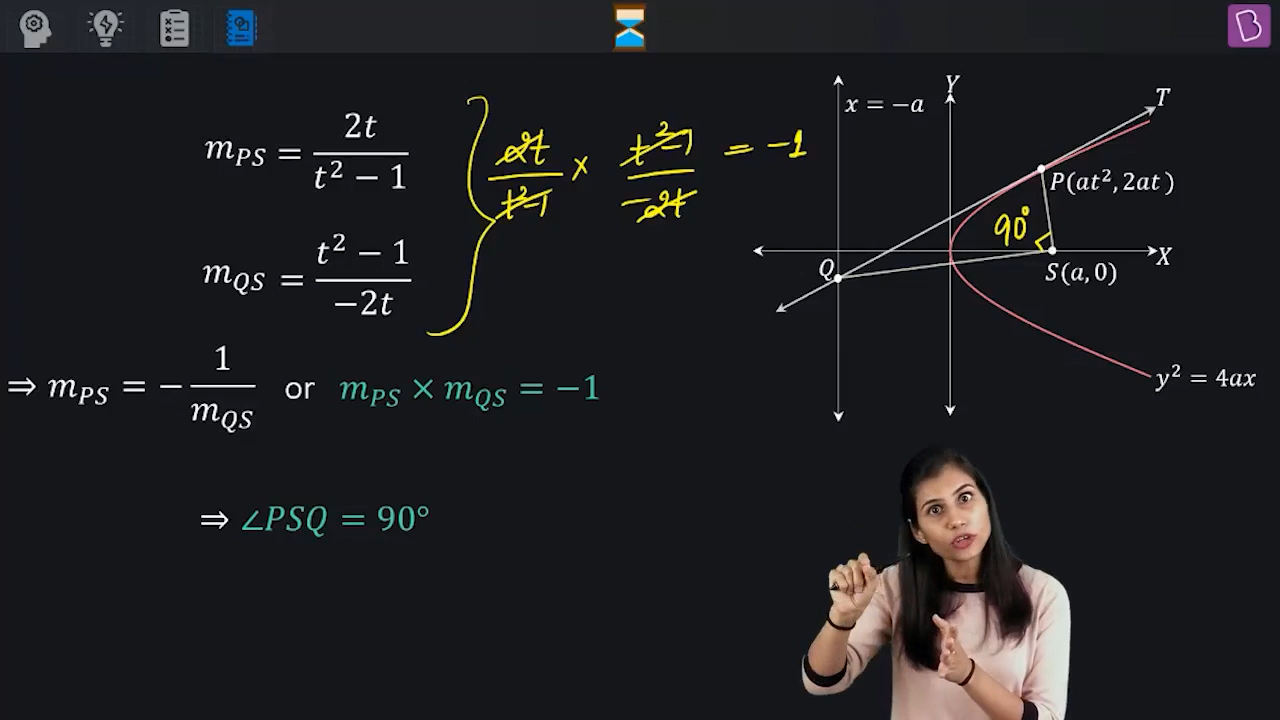 m_PS = 2t / (t² − 1)
2t / (t² − 1) × (t² − 1) / −2t = −1
m_QS = (t² − 1) / −2t
⇒ m_PS = − 1 / m_QS or m_PS × m_QS = −1
⇒ ∠PSQ = 90°
Y
x = −a
T
P(at², 2at)
90°
X
Q
S(a, 0)
y² = 4ax
B